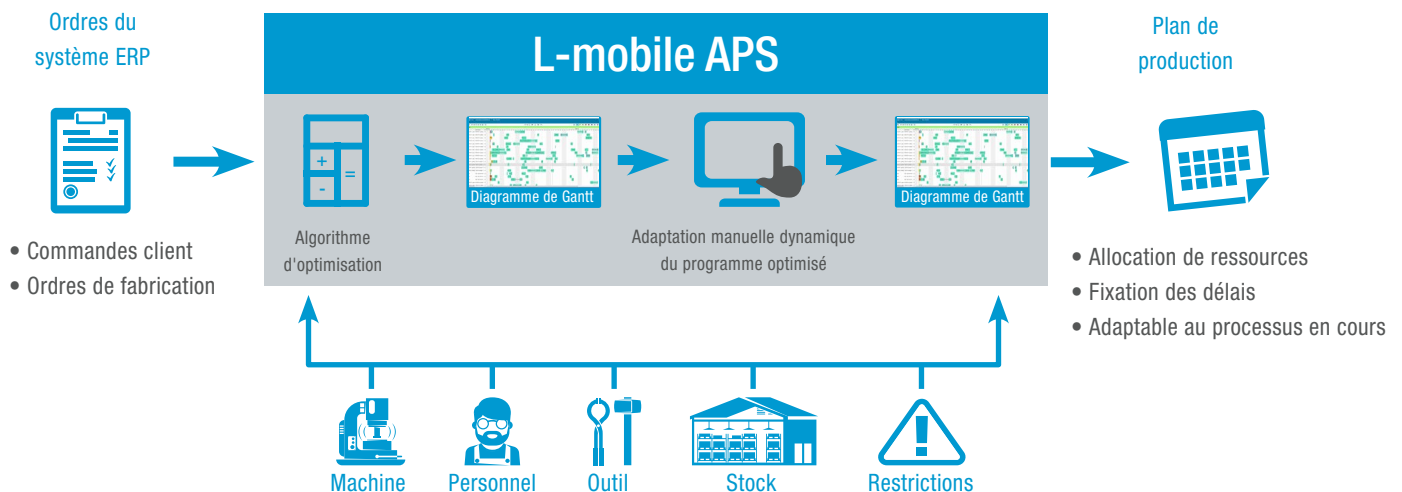 Ordres du
système ERP
• Commandes client
• Ordres de fabrication
L-mobile APS
+
-
=
Algorithme
d'optimisation
Diagramme de Gantt
Adaptation manuelle dynamique
du programme optimisé
Diagramme de Gantt
Plan de
production
• Allocation de ressources
• Fixation des délais
• Adaptable au processus en cours
Machine
Personnel
Outil
Stock
Restrictions